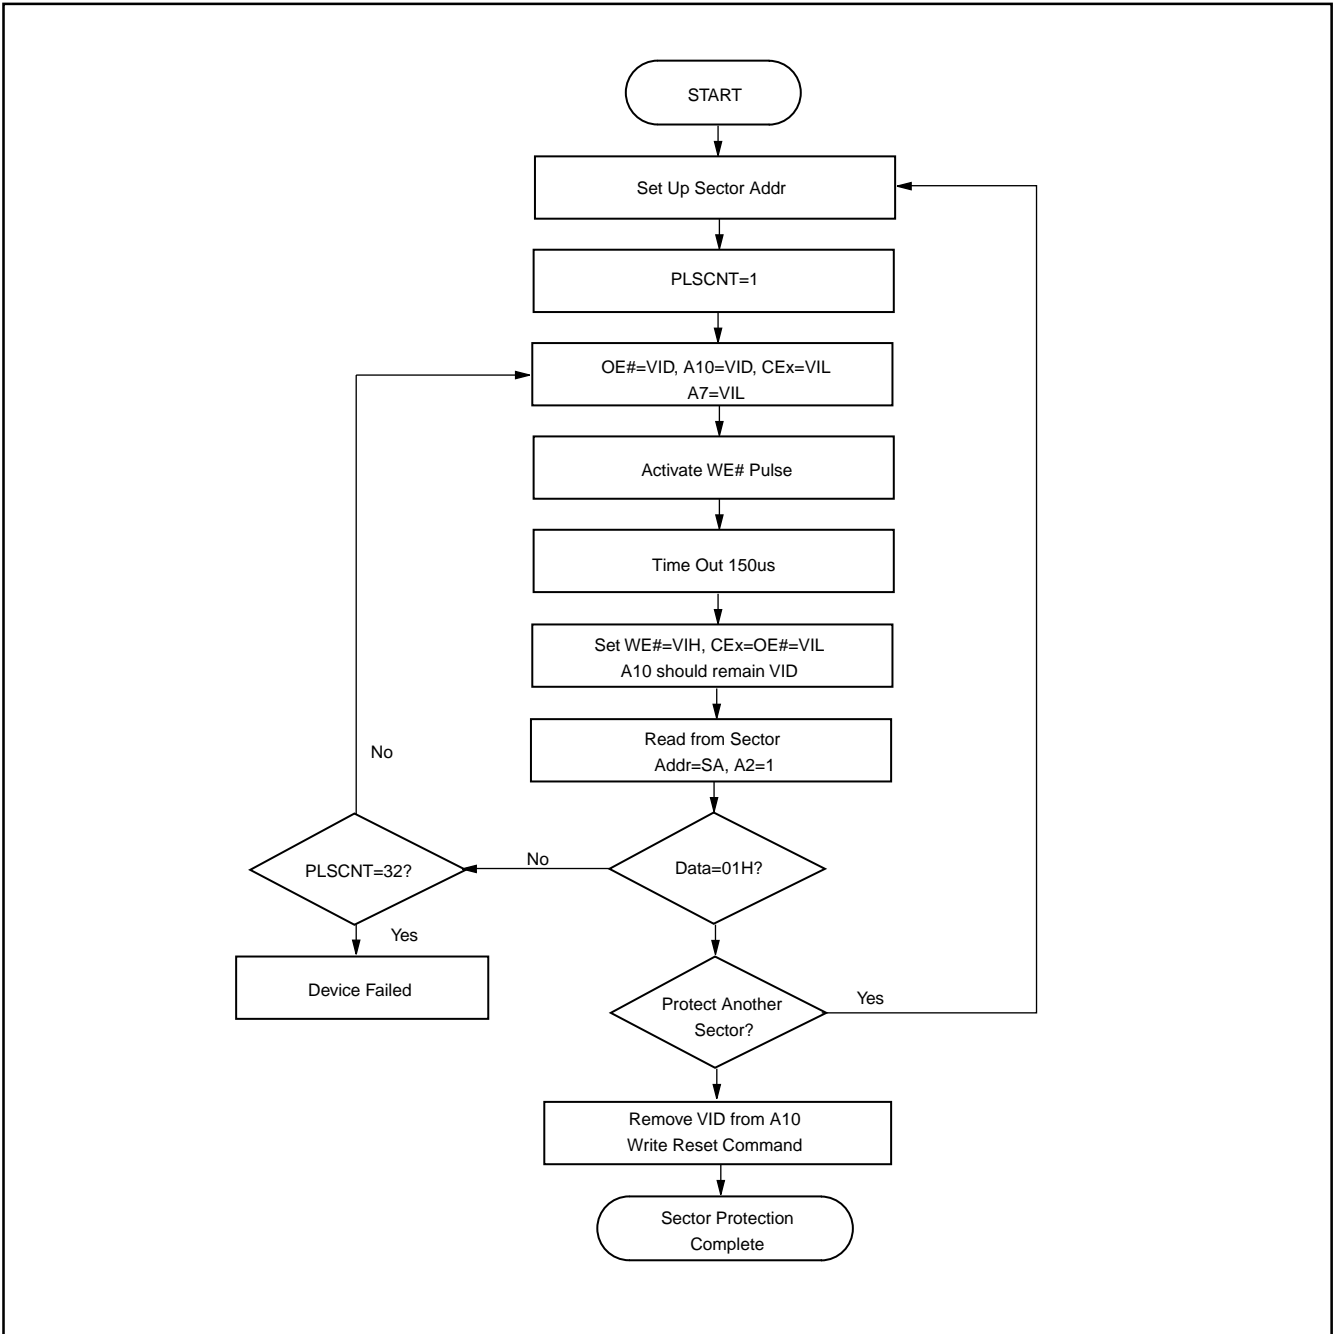 START
Set Up Sector Addr
PLSCNT=1
OE#=VID, A10=VID, CEx=VIL
A7=VIL
Activate WE# Pulse
Time Out 150us
Set WE#=VIH, CEx=OE#=VIL
A10 should remain VID
Read from Sector
Addr=SA, A2=1
No
PLSCNT=32?
No
Data=01H?
Yes
Device Failed
Protect Another
Sector?
Yes
Remove VID from A10
Write Reset Command
Sector Protection
Complete